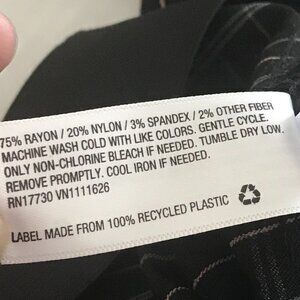 75% RAYON / 20% NYLON / 3% SPANDEX / 2% OTHER FIBER
MACHINE WASH COLD WITH LIKE COLORS. GENTLE CYCLE.
ONLY NON-CHLORINE BLEACH IF NEEDED. TUMBLE DRY LOW.
REMOVE PROMPTLY. COOL IRON IF NEEDED.
RN17730 VN1111626
LABEL MADE FROM 100% RECYCLED PLASTIC